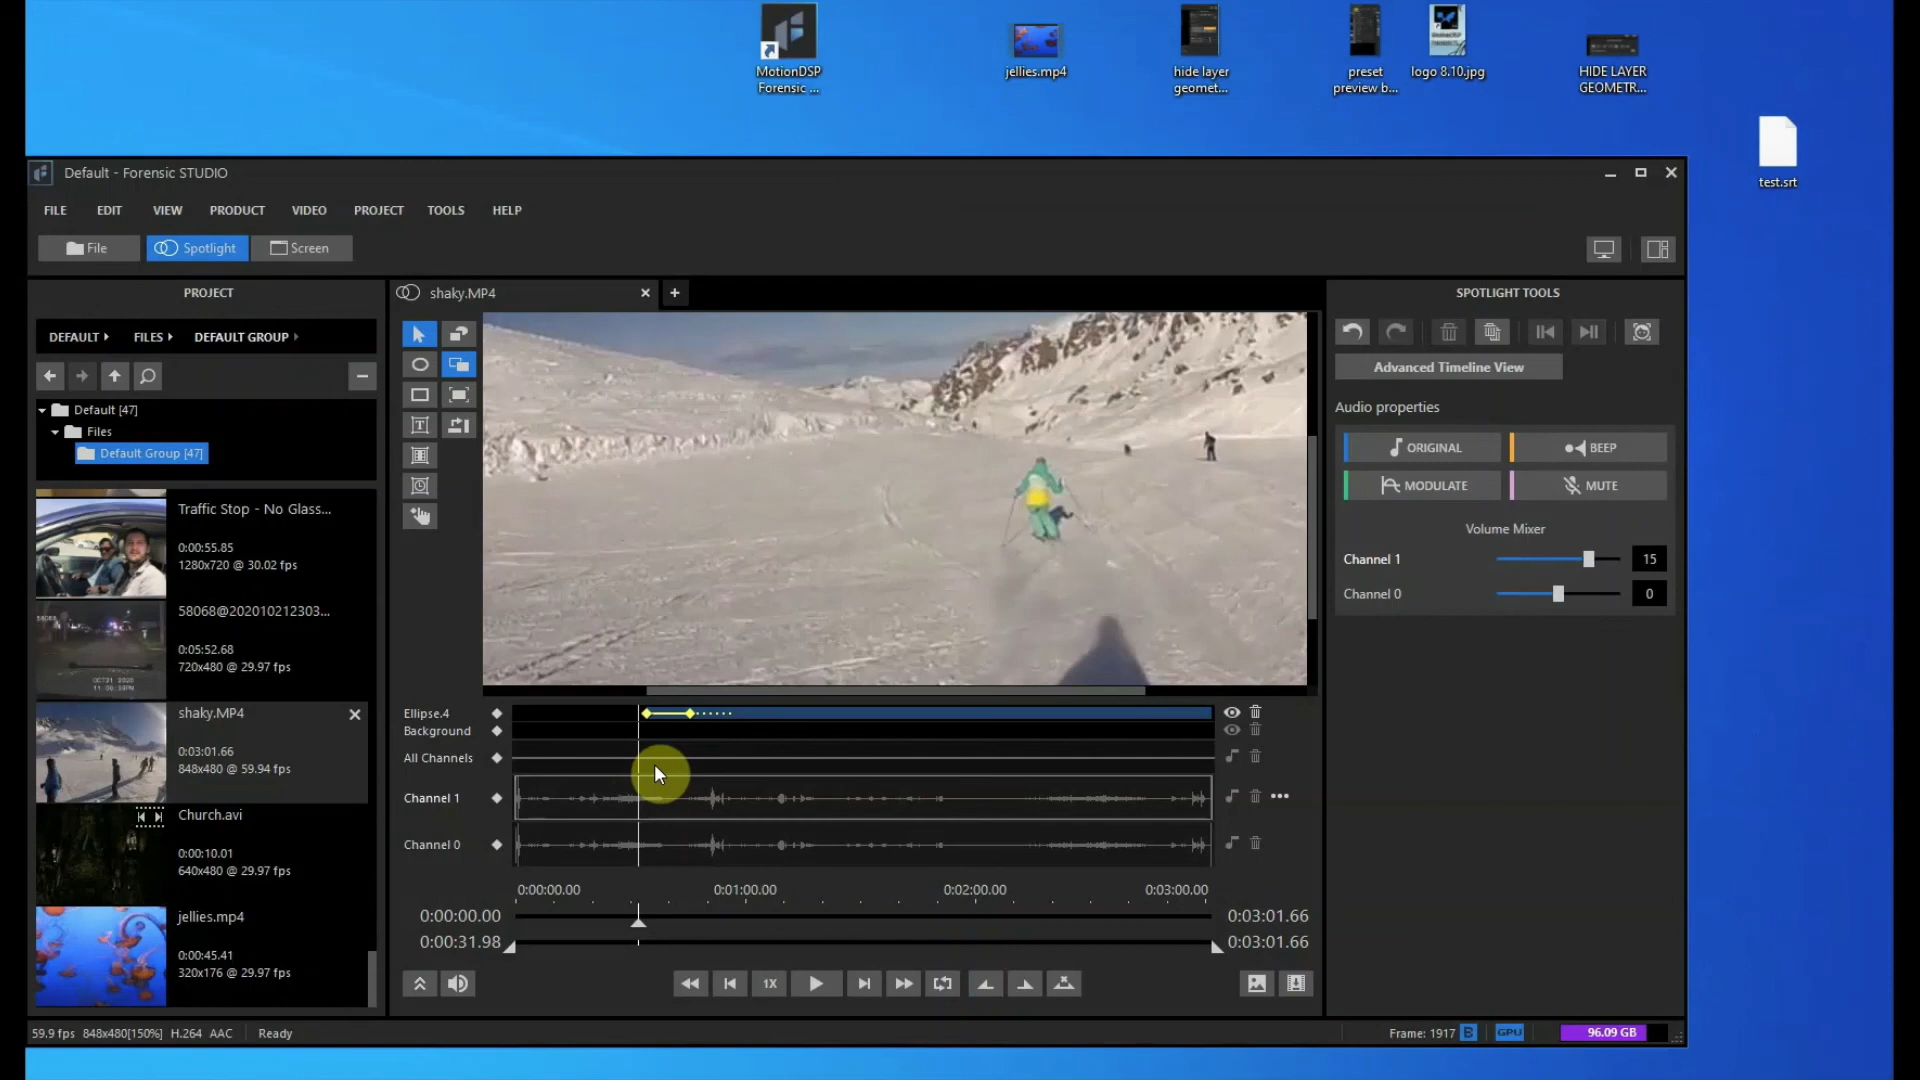 MotionDSP
Forensic ...
jellies.mp4
hide layer
geomet...
preset
preview b...
logo 8.10.jpg
HIDE LAYER
GEOMETR...
test.srt
Default - Forensic STUDIO
FILE EDIT VIEW PRODUCT VIDEO PROJECT TOOLS HELP
File Spotlight Screen
PROJECT
DEFAULT FILES DEFAULT GROUP
Default [47]
Files
Default Group [47]
Traffic Stop - No Glass...
0:00:55.85
1280x720 @ 30.02 fps
58068@202010212303...
0:05:52.68
720x480 @ 29.97 fps
shaky.MP4
0:03:01.66
848x480 @ 59.94 fps
Church.avi
0:00:10.01
640x480 @ 29.97 fps
jellies.mp4
0:00:45.41
320x176 @ 29.97 fps
shaky.MP4
Ellipse.4
Background
All Channels
Channel 1
Channel 0
0:00:00.00 0:01:00.00 0:02:00.00 0:03:00.00
0:00:00.00 0:03:01.66
0:00:31.98 0:03:01.66
1X
SPOTLIGHT TOOLS
Advanced Timeline View
Audio properties
ORIGINAL BEEP
MODULATE MUTE
Volume Mixer
Channel 1 15
Channel 0 0
59.9 fps 848x480[150%] H.264 AAC Ready
Frame: 1917 B GPU 96.09 GB